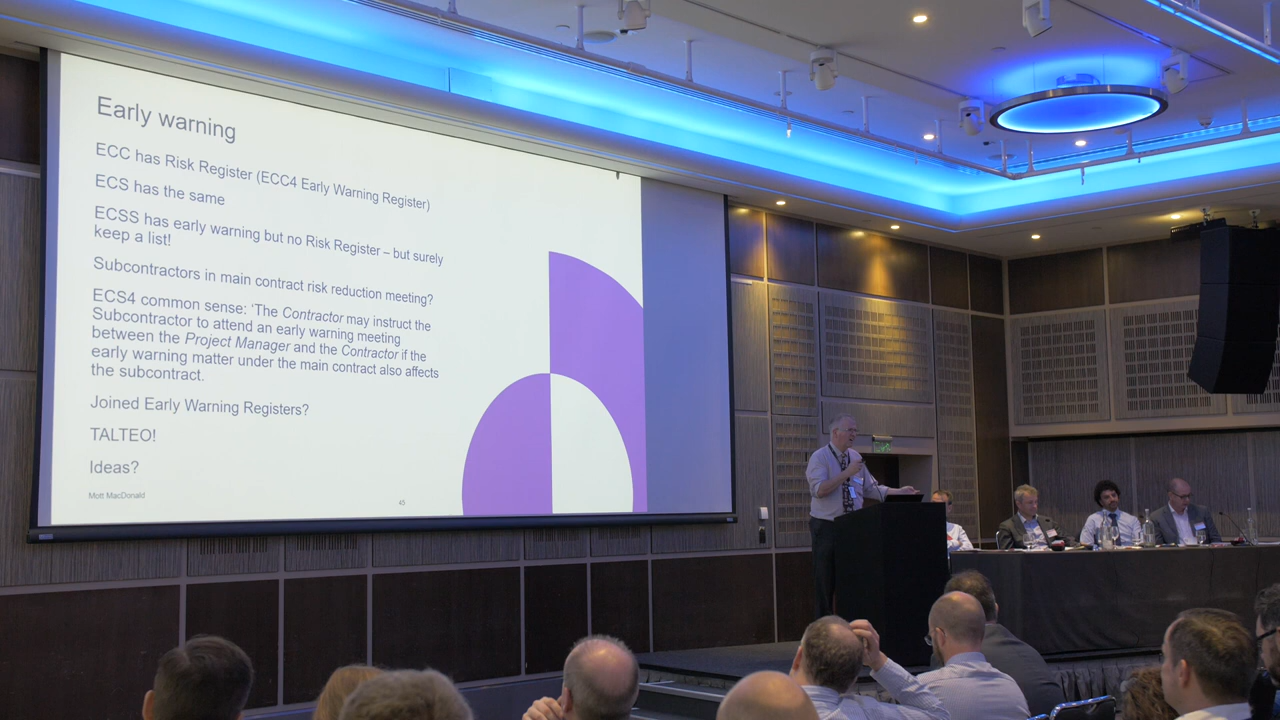 Early warning
ECC has Risk Register (ECC4 Early Warning Register)
ECS has the same
ECSS has early warning but no Risk Register – but surely
keep a list!
Subcontractors in main contract risk reduction meeting?
ECS4 common sense: ‘The Contractor may instruct the
Subcontractor to attend an early warning meeting
between the Project Manager and the Contractor if the
early warning matter under the main contract also affects
the subcontract.
Joined Early Warning Registers?
TALTEO!
Ideas?
Mott MacDonald
45